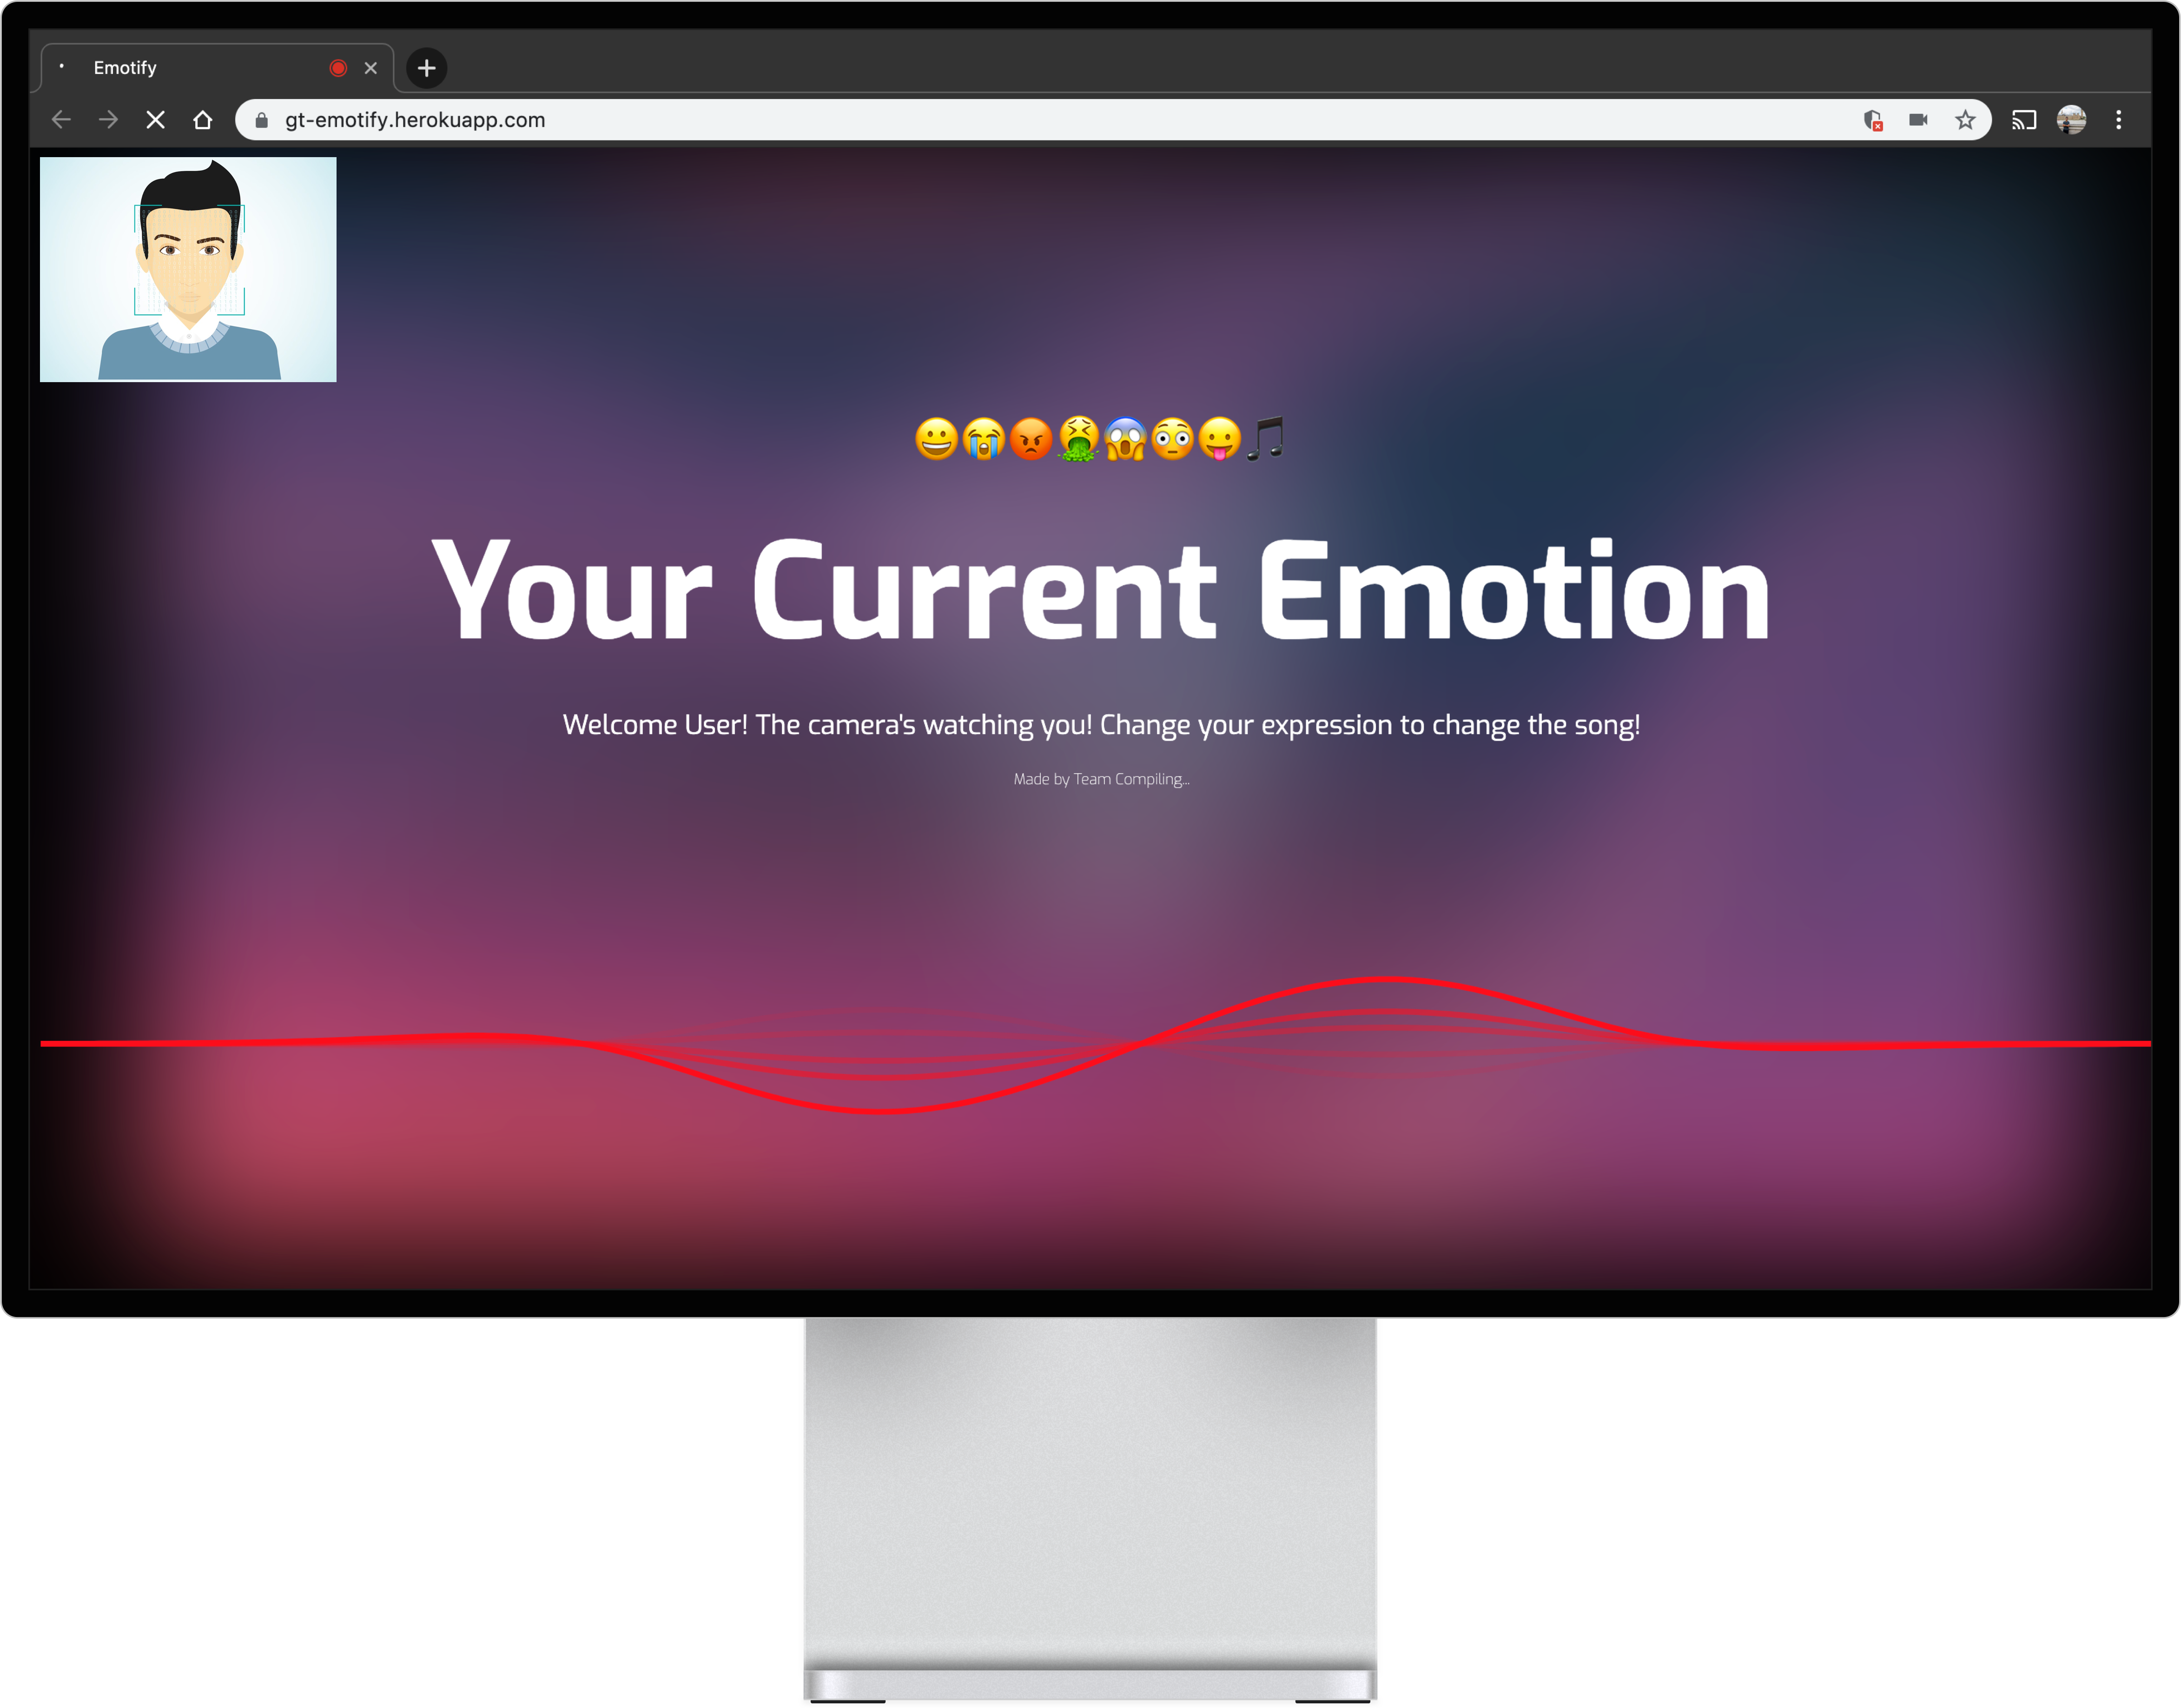 Emotify
gt-emotify.herokuapp.com
Your Current Emotion
Welcome User! The camera's watching you! Change your expression to change the song!
Made by Team Compiling...